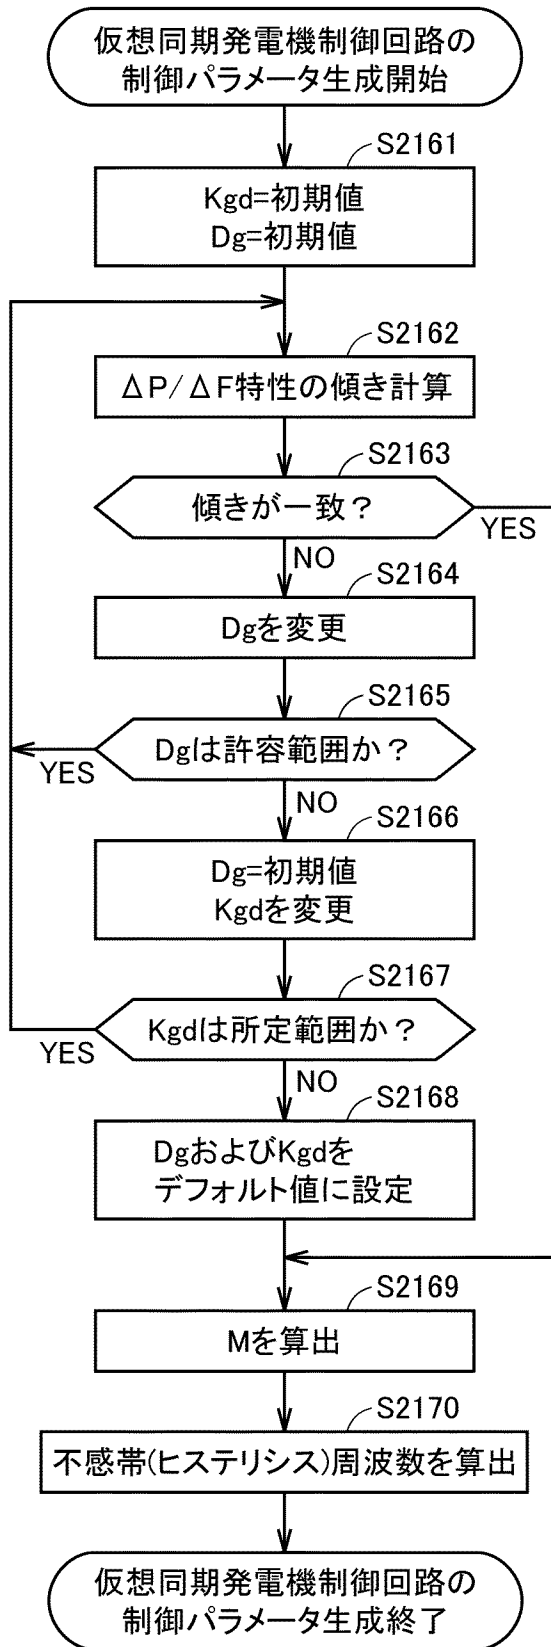 仮想同期発電機制御回路の
制御パラメータ生成開始
S2161
Kgd=初期値
Dg=初期値
S2162
ΔP/ΔF特性の傾き計算
S2163
傾きが一致？
YES
NO
S2164
Dgを変更
S2165
Dgは許容範囲か？
YES
NO
S2166
Dg=初期値
Kgdを変更
S2167
Kgdは所定範囲か？
YES
NO
S2168
DgおよびKgdを
デフォルト値に設定
S2169
Mを算出
S2170
不感帯(ヒステリシス)周波数を算出
仮想同期発電機制御回路の
制御パラメータ生成終了